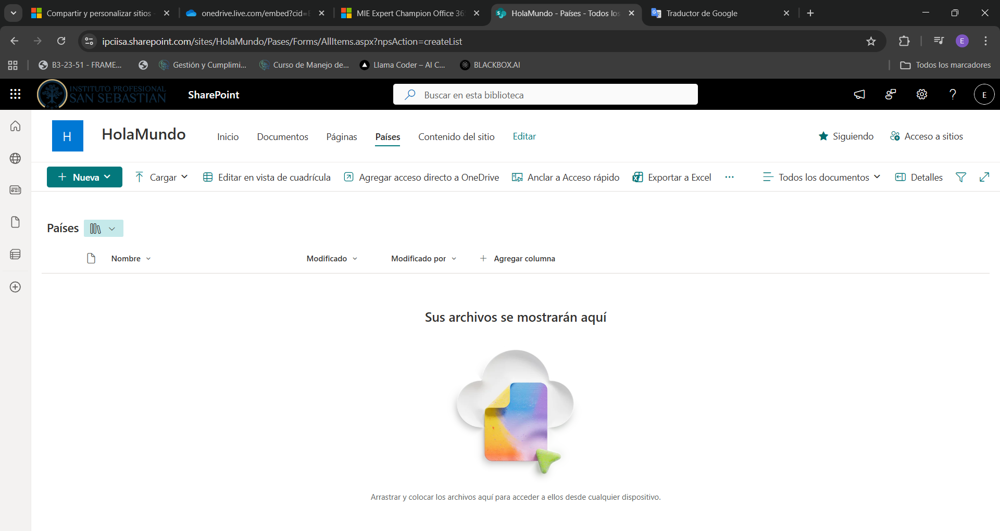 Compartir y personalizar sitios
onedrive.live.com/embed?cid=
MIE Expert Champion Office 36
HolaMundo - Países - Todos los
Traductor de Google
ipciisa.sharepoint.com/sites/HolaMundo/Pases/Forms/AllItems.aspx?npsAction=createList
E
B3-23-51 - FRAME...
Gestión y Cumplimi...
Curso de Manejo de...
Llama Coder – AI C...
BLACKBOX.AI
Todos los marcadores
INSTITUTO PROFESIONAL
SAN SEBASTIAN
SharePoint
Buscar en esta biblioteca
?
E
H
HolaMundo
Inicio
Documentos
Páginas
Países
Contenido del sitio
Editar
Siguiendo
Acceso a sitios
Nueva
Cargar
Editar en vista de cuadrícula
Agregar acceso directo a OneDrive
Anclar a Acceso rápido
Exportar a Excel
...
Todos los documentos
Detalles
Países
Nombre
Modificado
Modificado por
Agregar columna
Sus archivos se mostrarán aquí
Arrastrar y colocar los archivos aquí para acceder a ellos desde cualquier dispositivo.